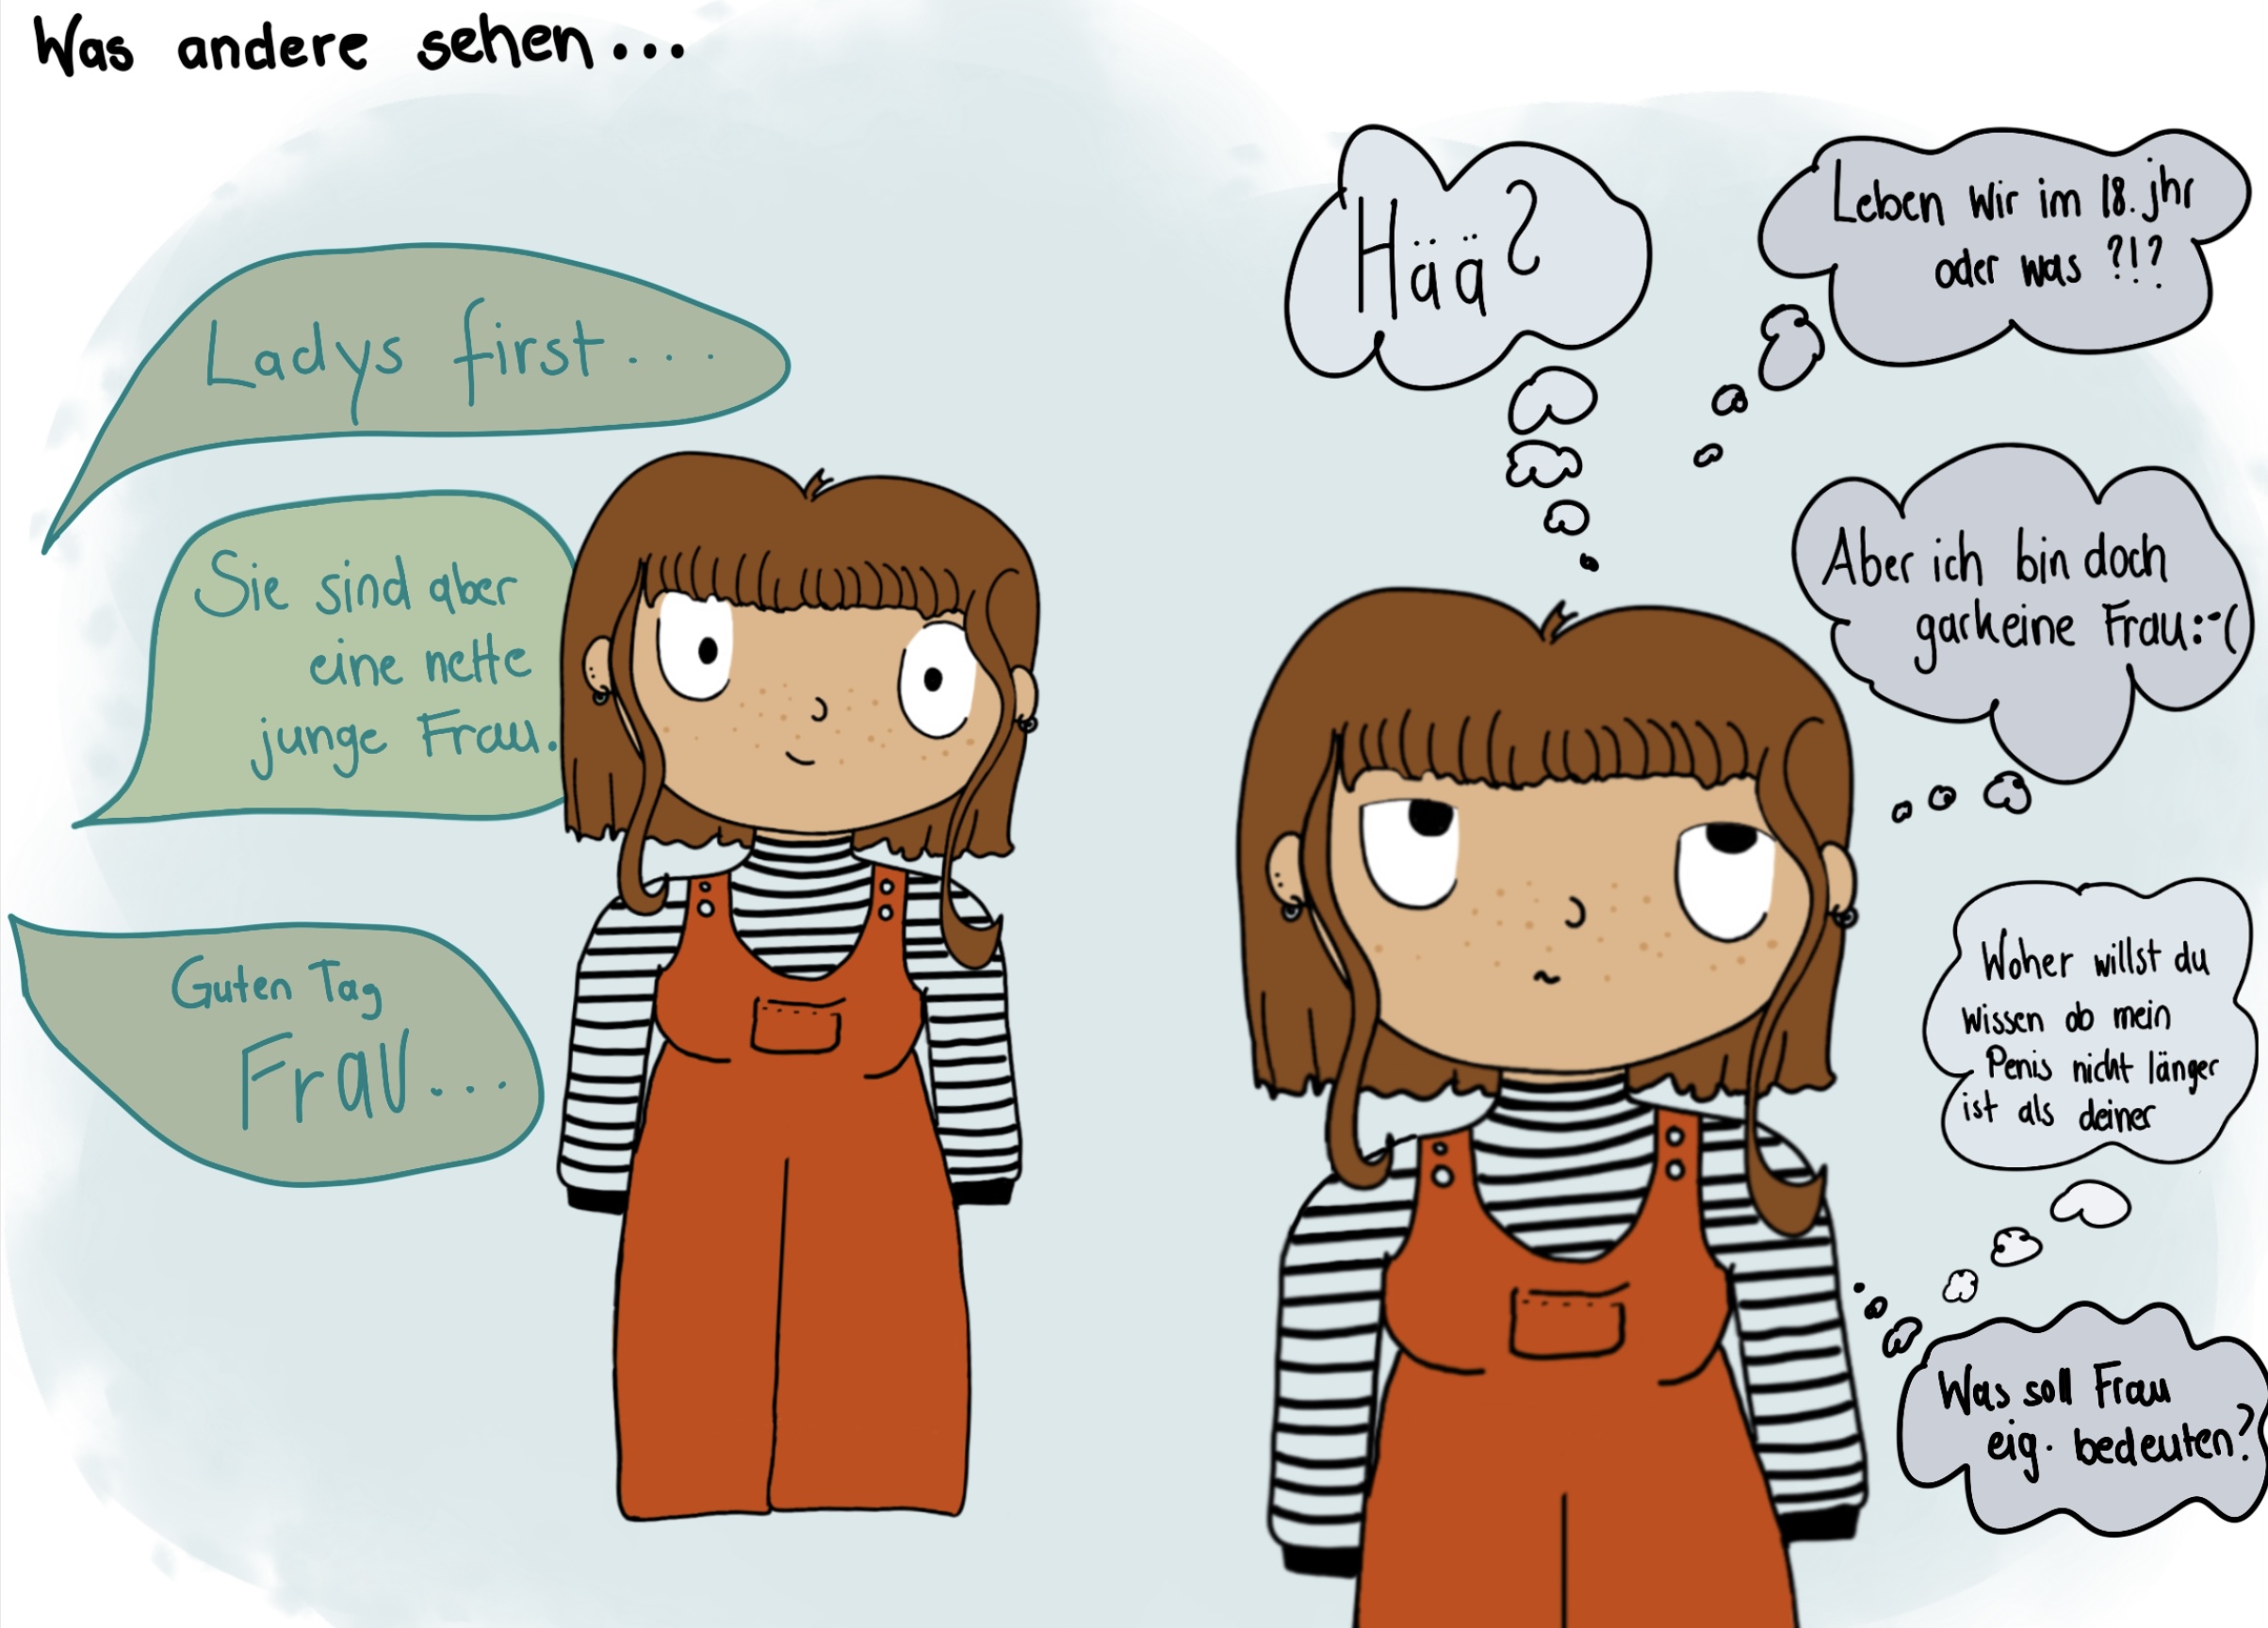 Was andere sehen...
Ladys first...
Sie sind aber
eine nette
junge Frau.
Guten Tag
Frau...
Hää?
Leben wir im 18. jhr
oder was ?!?
Aber ich bin doch
garkeine Frau:-(
Woher willst du
wissen ob mein
Penis nicht länger
ist als deiner
Was soll Frau
eig. bedeuten?